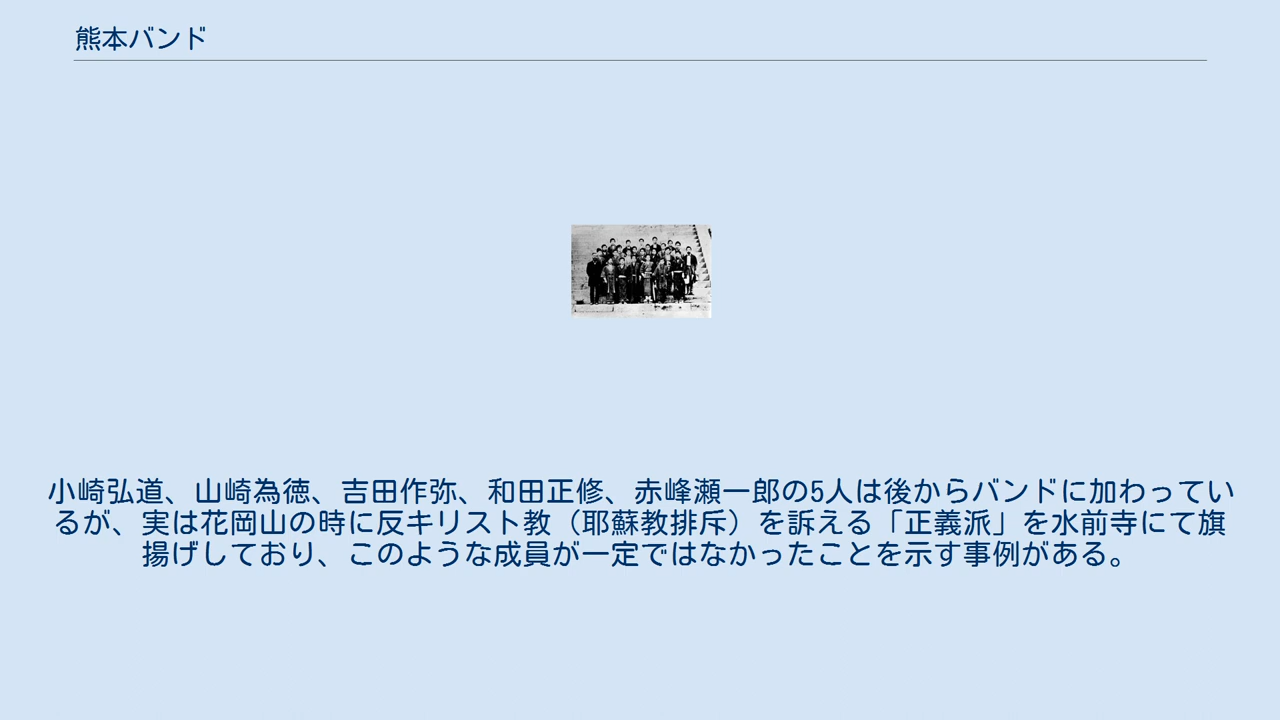 熊本バンド
小崎弘道、山崎為徳、吉田作弥、和田正修、赤峰瀬一郎の5人は後からバンドに加わってい
るが、実は花岡山の時に反キリスト教（耶蘇教排斥）を訴える「正義派」を水前寺にて旗
揚げしており、このような成員が一定ではなかったことを示す事例がある。